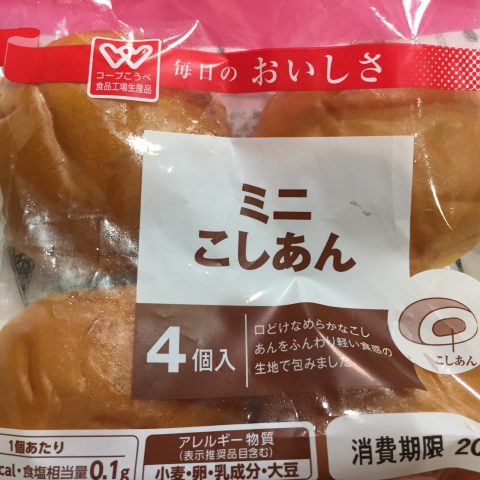 コープこうべ
食品工場生産品
毎日の おいしさ
ミニ
こしあん
4個入
口どけなめらかなこし
あんをふんわり軽い食感の
生地で包みました
こしあん
1個あたり
cal・食塩相当量0.1g
アレルギー物質
(表示推奨品目含む)
小麦・卵・乳成分・大豆
消費期限 20